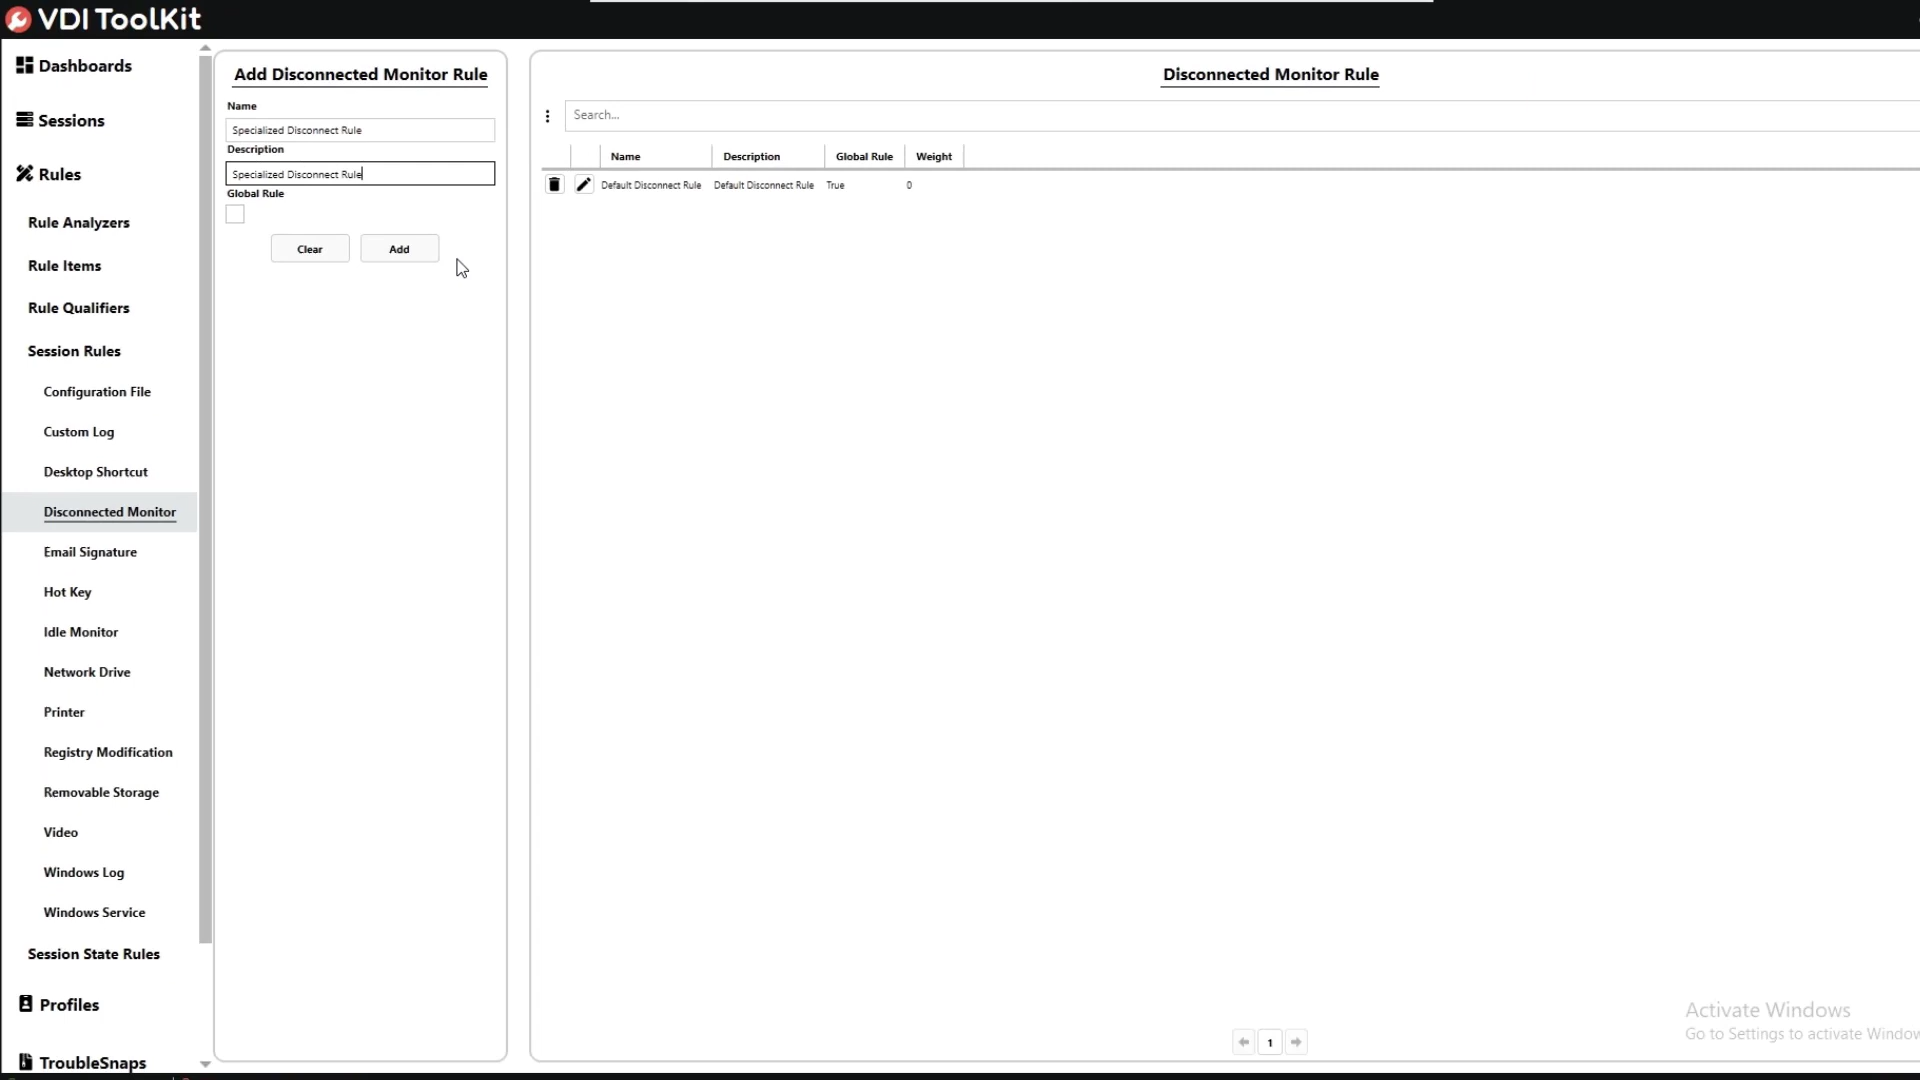 VDI ToolKit
Dashboards
Sessions
Rules
Rule Analyzers
Rule Items
Rule Qualifiers
Session Rules
Configuration File
Custom Log
Desktop Shortcut
Disconnected Monitor
Email Signature
Hot Key
Idle Monitor
Network Drive
Printer
Registry Modification
Removable Storage
Video
Windows Log
Windows Service
Session State Rules
Profiles
TroubleSnaps
Add Disconnected Monitor Rule
Name
Specialized Disconnect Rule
Description
Specialized Disconnect Rule
Global Rule
Clear Add
Disconnected Monitor Rule
Search...
Name Description Global Rule Weight
Default Disconnect Rule Default Disconnect Rule True 0
1
Activate Windows
Go to Settings to activate Window